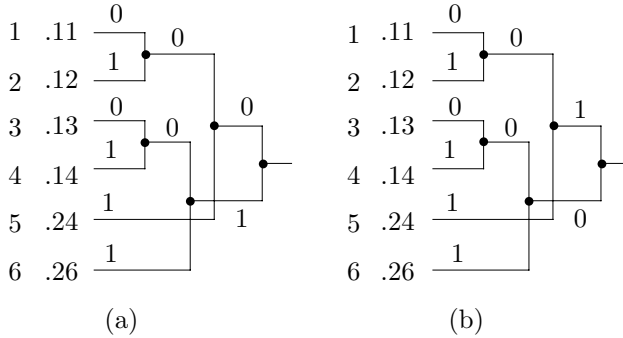 0 0
1 .11 0 1 .11 0
1 1
2 .12 2 .12
0 0 0 1
3 .13 0 3 .13 0
1 1
4 .14 4 .14
1 1 1 0
5 .24 5 .24
1 1
6 .26 6 .26
(a) (b)